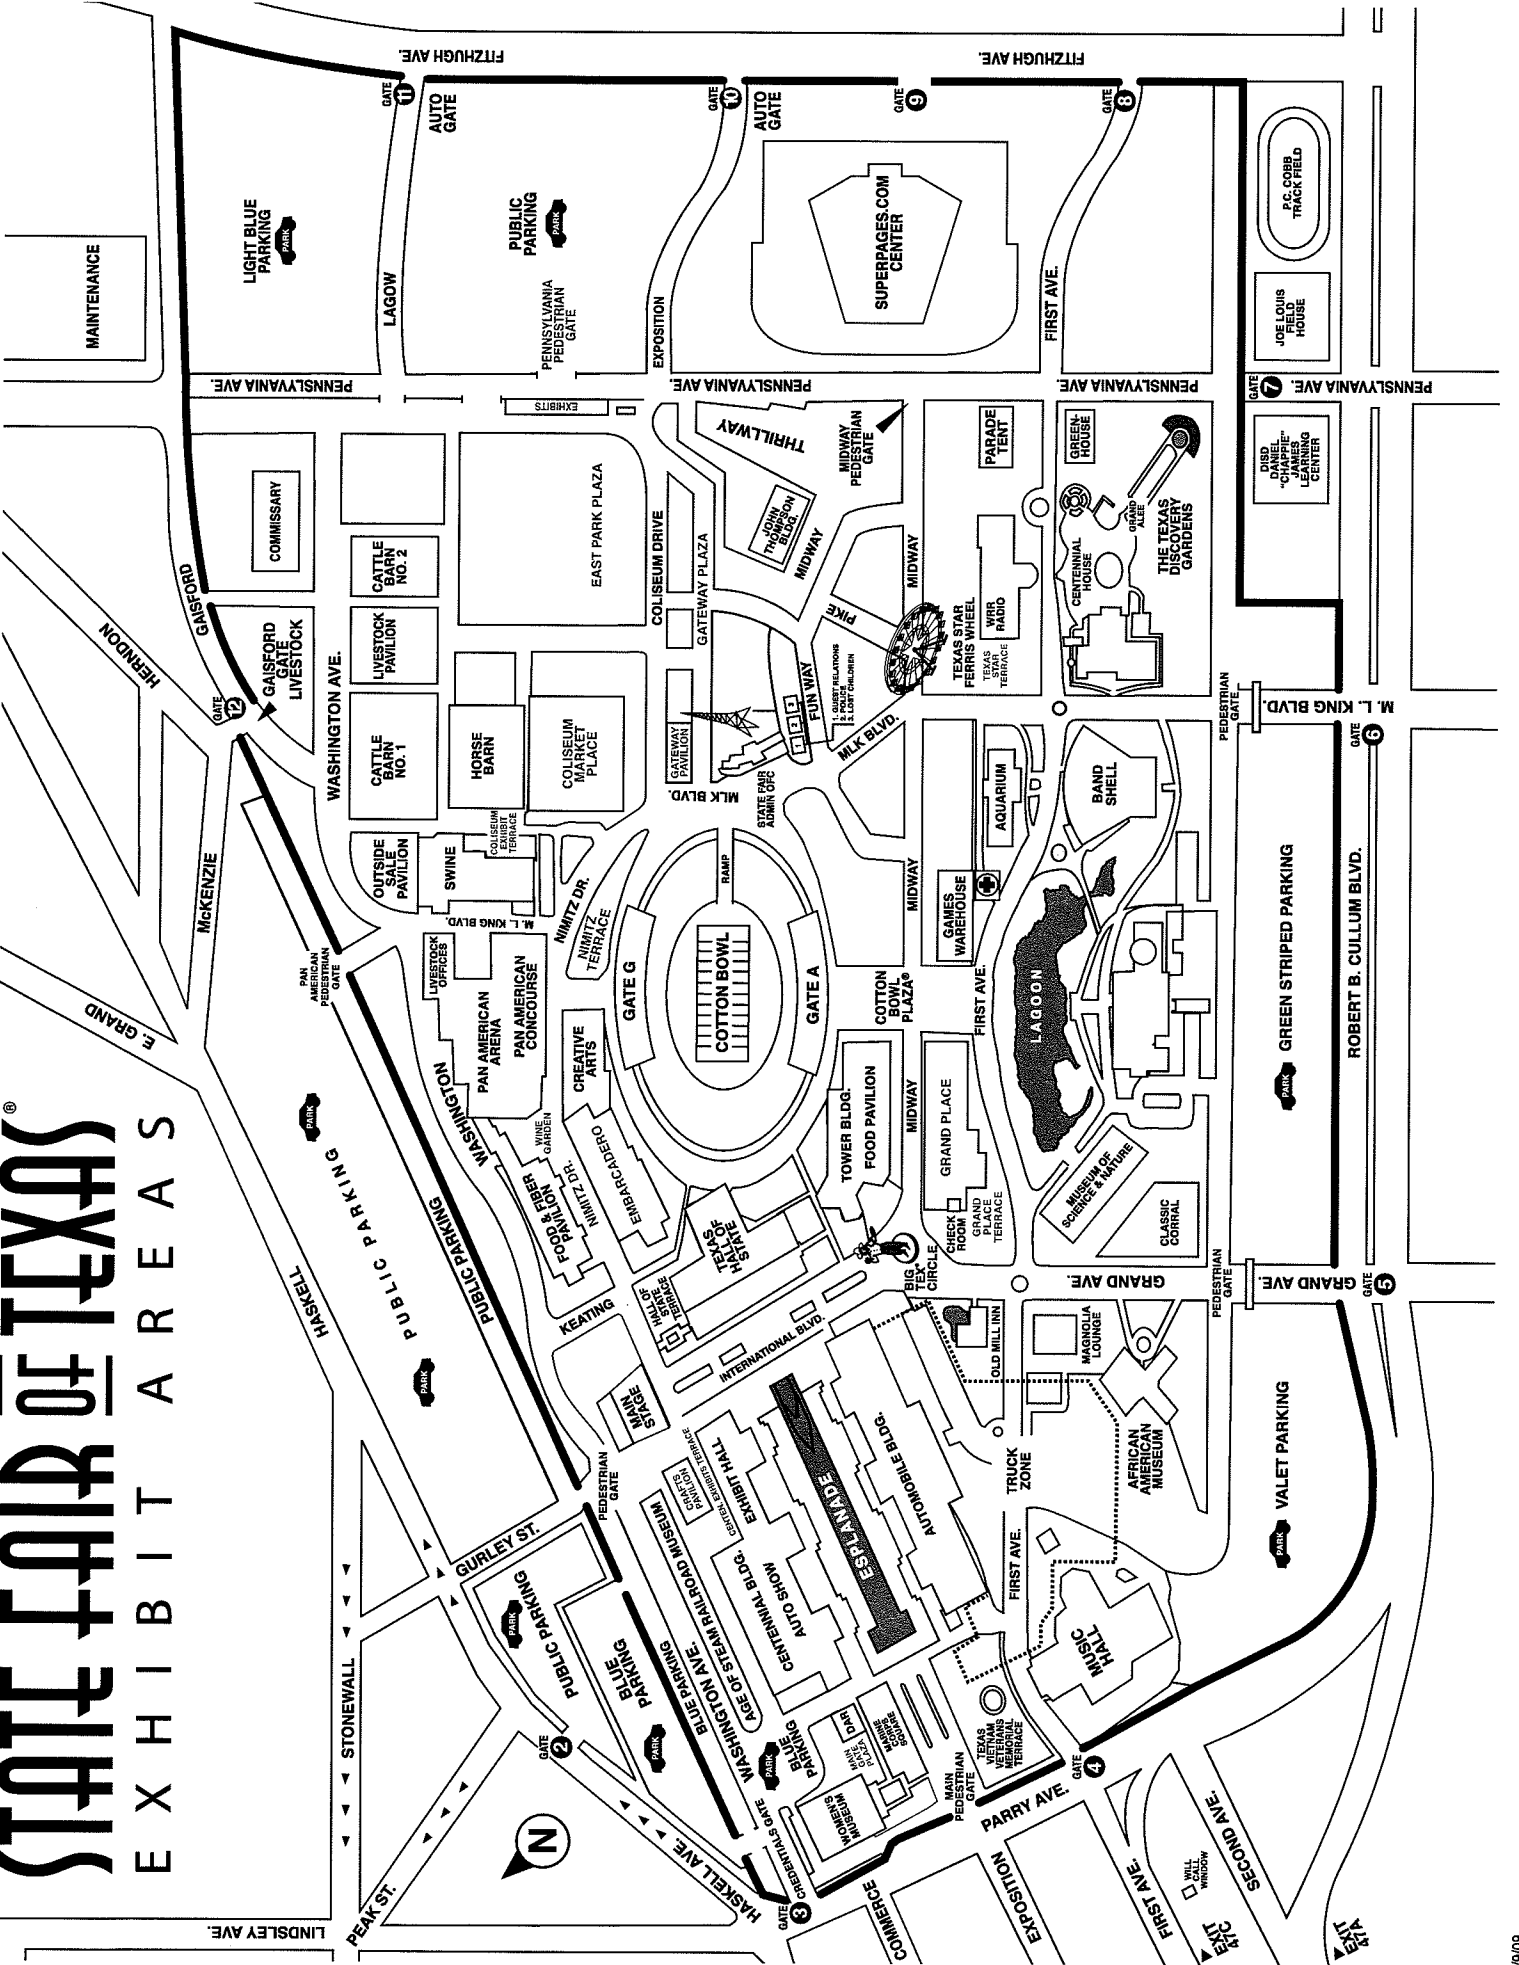 STATE FAIR OF TEXAS®
EXHIBIT AREAS
LINDSLEY AVE.
PEAK ST.
STONEWALL
HASKELL
E. GRAND
McKENZIE
HERNDON
GAISFORD
MAINTENANCE
GATE
12
GAISFORD
GATE
LIVESTOCK
COMMISSARY
LIGHT BLUE
PARKING
PARK
LAGOW
GATE
11
AUTO
GATE
FITZHUGH AVE.
PUBLIC
PARKING
PARK
PENNSYLVANIA
PEDESTRIAN
GATE
PENNSLYVANIA AVE.
EXHIBITS
EXPOSITION
GATE
10
AUTO
GATE
GATE
9
FITZHUGH AVE.
GATE
8
SUPERPAGES.COM
CENTER
FIRST AVE.
PENNSLYVANIA AVE.
PENNSLYVANIA AVE.
P.C. COBB
TRACK FIELD
JOE LOUIS
FIELD
HOUSE
GATE
7
PENNSLYVANIA AVE.
DISD
DANIEL
"CHAPPIE"
JAMES
LEARNING
CENTER
WASHINGTON AVE.
CATTLE
BARN
NO. 2
LIVESTOCK
PAVILION
CATTLE
BARN
NO. 1
EAST PARK PLAZA
HORSE
BARN
COLISEUM
MARKET
PLACE
COLISEUM
EXHIBIT
TERRACE
OUTSIDE
SALE
PAVILION
SWINE
M. L. KING BLVD.
NIMITZ DR.
NIMITZ
TERRACE
COLISEUM DRIVE
GATEWAY PLAZA
GATEWAY
PAVILION
MLK BLVD.
THRILLWAY
JOHN
THOMPSON
BLDG.
MIDWAY
MIDWAY
PEDESTRIAN
GATE
MIDWAY
PIKE
FUN WAY
1 2 3
1. GUEST RELATIONS
2. POLICE
3. LOST CHILDREN
MLK BLVD.
STATE FAIR
ADMIN OFC
TEXAS STAR
FERRIS WHEEL
TEXAS
STAR
TERRACE
WRR
RADIO
PARADE
TENT
GREEN-
HOUSE
GRAND
ALEE
CENTENNIAL
HOUSE
THE TEXAS
DISCOVERY
GARDENS
PEDESTRIAN
GATE
M. L. KING BLVD.
GATE
6
BAND
SHELL
AQUARIUM
GAMES
WAREHOUSE
MIDWAY
RAMP
COTTON BOWL
GATE G
GATE A
COTTON
BOWL
PLAZA®
FIRST AVE.
LAGOON
GREEN STRIPED PARKING
PARK
ROBERT B. CULLUM BLVD.
PAN
AMERICAN
PEDESTRIAN
GATE
LIVESTOCK
OFFICES
PAN AMERICAN
ARENA
PAN AMERICAN
CONCOURSE
CREATIVE
ARTS
WASHINGTON
WINE
GARDEN
FOOD & FIBER
PAVILION
NIMITZ DR.
EMBARCADERO
PUBLIC PARKING
PARK
PARK
PUBLIC PARKING
KEATING
TEXAS
HALL OF
STATE
HALL OF
STATE
TERRACE
TOWER BLDG.
FOOD PAVILION
MIDWAY
GRAND PLACE
GRAND
PLACE
TERRACE
CHECK
ROOM
BIG
TEX®
CIRCLE
MUSEUM OF
SCIENCE & NATURE
CLASSIC
CORRAL
GRAND AVE.
PEDESTRIAN
GATE
GRAND AVE.
GATE
5
INTERNATIONAL BLVD.
MAIN
STAGE
PEDESTRIAN
GATE
GURLEY ST.
PUBLIC PARKING
PARK
BLUE
PARKING
PARK
BLUE PARKING
WASHINGTON AVE.
AGE OF STEAM RAILROAD MUSEUM
CRAFTS
PAVILION
CENTEN. EXHIBITS TERRACE
EXHIBIT HALL
CENTENNIAL BLDG.
AUTO SHOW
ESPLANADE
AUTOMOBILE BLDG.
OLD MILL INN
MAGNOLIA
LOUNGE
TRUCK
ZONE
AFRICAN
AMERICAN
MUSEUM
FIRST AVE.
VALET PARKING
PARK
MUSIC
HALL
TEXAS
VIETNAM
VETERANS
MEMORIAL
TERRACE
BLUE
PARKING
PARK
DAR
MAIN
GATE
PLAZA
MARINE
CORPS
SQUARE
WOMEN'S
MUSEUM
MAIN
PEDESTRIAN
GATE
PARRY AVE.
GATE
4
GATE
2
HASKELL AVE.
CREDENTIALS GATE
GATE
3
COMMERCE
EXPOSITION
FIRST AVE.
WILL
CALL
WINDOW
SECOND AVE.
EXIT
47C
EXIT
47A
N